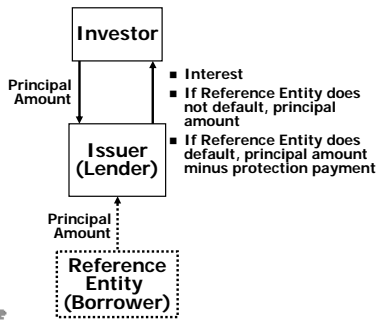 Investor
Principal
Amount
■ Interest
■ If Reference Entity does
not default, principal
amount
■ If Reference Entity does
default, principal amount
minus protection payment
Issuer
(Lender)
Principal
Amount
Reference
Entity
(Borrower)